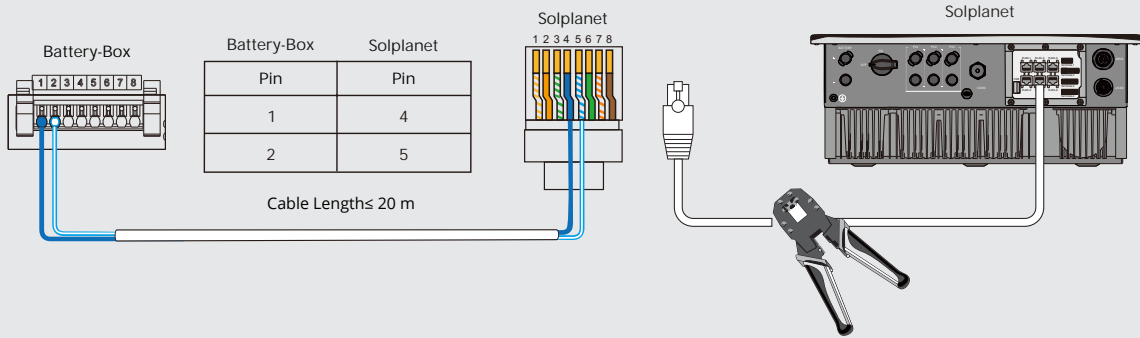 Battery-Box
1 2 3 4 5 6 7 8
Battery-Box Solplanet
Pin Pin
1 4
2 5
Cable Length≤ 20 m
Solplanet
1 2 3 4 5 6 7 8
Solplanet